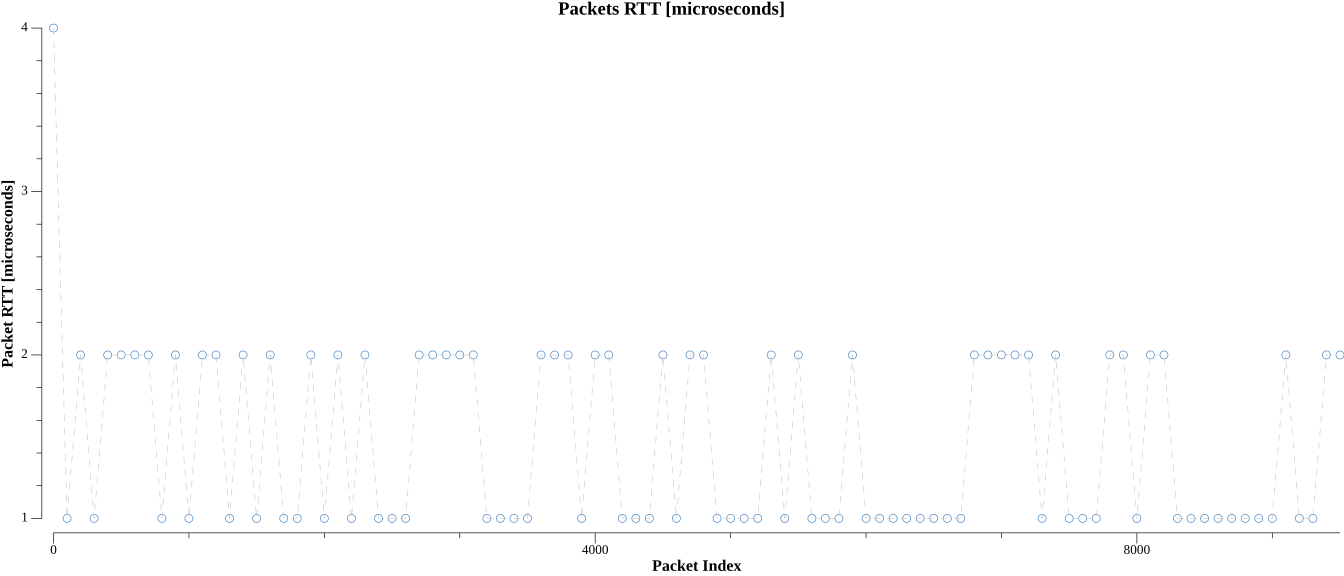 Packets RTT [microseconds]
4
3
2
1
Packet RTT [microseconds]
0 4000 8000
Packet Index